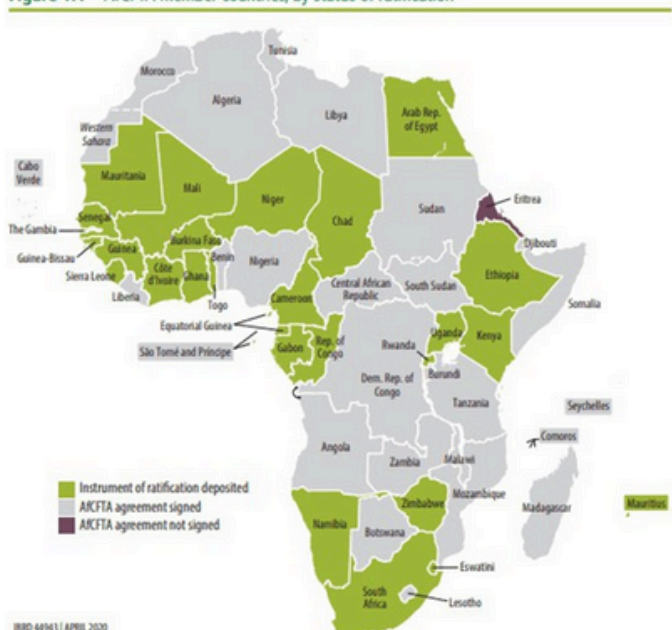 Tunisia
Morocco
Algeria
Libya
Arab Rep.
of Egypt
Western
Sahara
Cabo
Verde
Mauritania
Mali
Niger
Chad
Sudan
Eritrea
Senegal
The Gambia
Guinea-Bissau
Guinea
Burkina Faso
Benin
Nigeria
Djibouti
Sierra Leone
Côte
d'Ivoire
Ghana
Liberia
Togo
Cameroon
Central African
Republic
South Sudan
Ethiopia
Somalia
Equatorial Guinea
São Tomé and Príncipe
Gabon
Rep. of
Congo
Rwanda
Uganda
Kenya
Dem. Rep. of
Congo
Burundi
Tanzania
Seychelles
Comoros
Angola
Zambia
Malawi
Mozambique
Madagascar
Mauritius
Instrument of ratification deposited
AfCFTA agreement signed
AfCFTA agreement not signed
Zimbabwe
Namibia
Botswana
Eswatini
South
Africa
Lesotho
IBRD 44943 | APRIL 2020